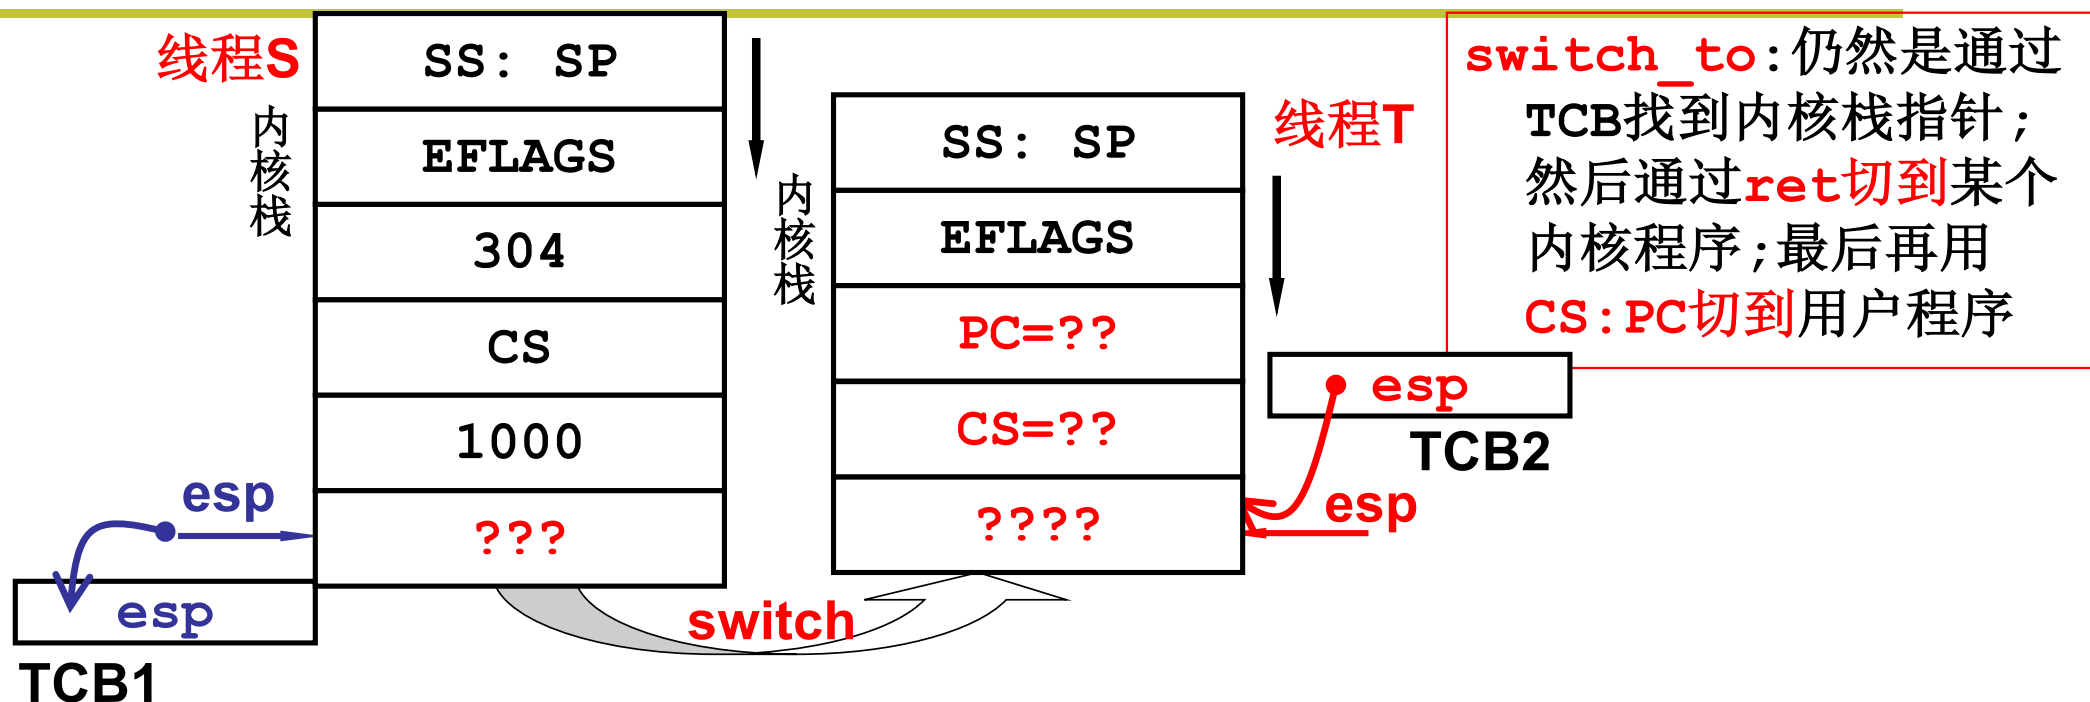 线程S
内核栈
SS: SP
EFLAGS
304
CS
1000
???
esp
esp
TCB1
switch
内核栈
SS: SP
EFLAGS
PC=??
CS=??
????
线程T
esp
TCB2
esp
switch_to:仍然是通过
TCB找到内核栈指针;
然后通过ret切到某个
内核程序;最后再用
CS:PC切到用户程序